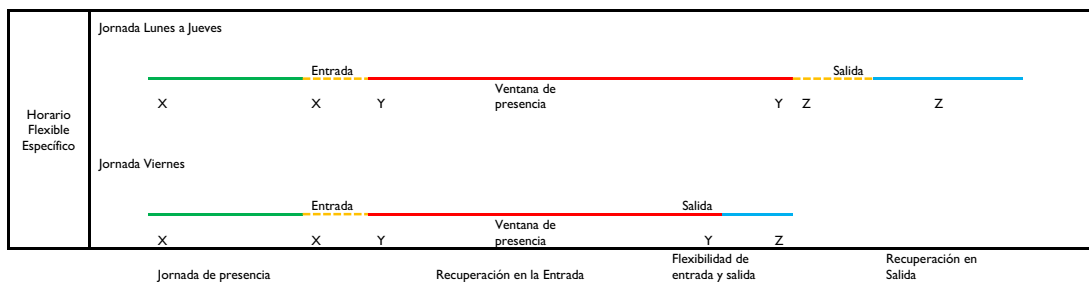 Jornada Lunes a Jueves
Entrada
Salida
Ventana de
presencia
X X Y Y Z Z
Horario
Flexible
Específico
Jornada Viernes
Entrada
Salida
Ventana de
presencia
X X Y Y Z
Jornada de presencia
Recuperación en la Entrada
Flexibilidad de
entrada y salida
Recuperación en
Salida